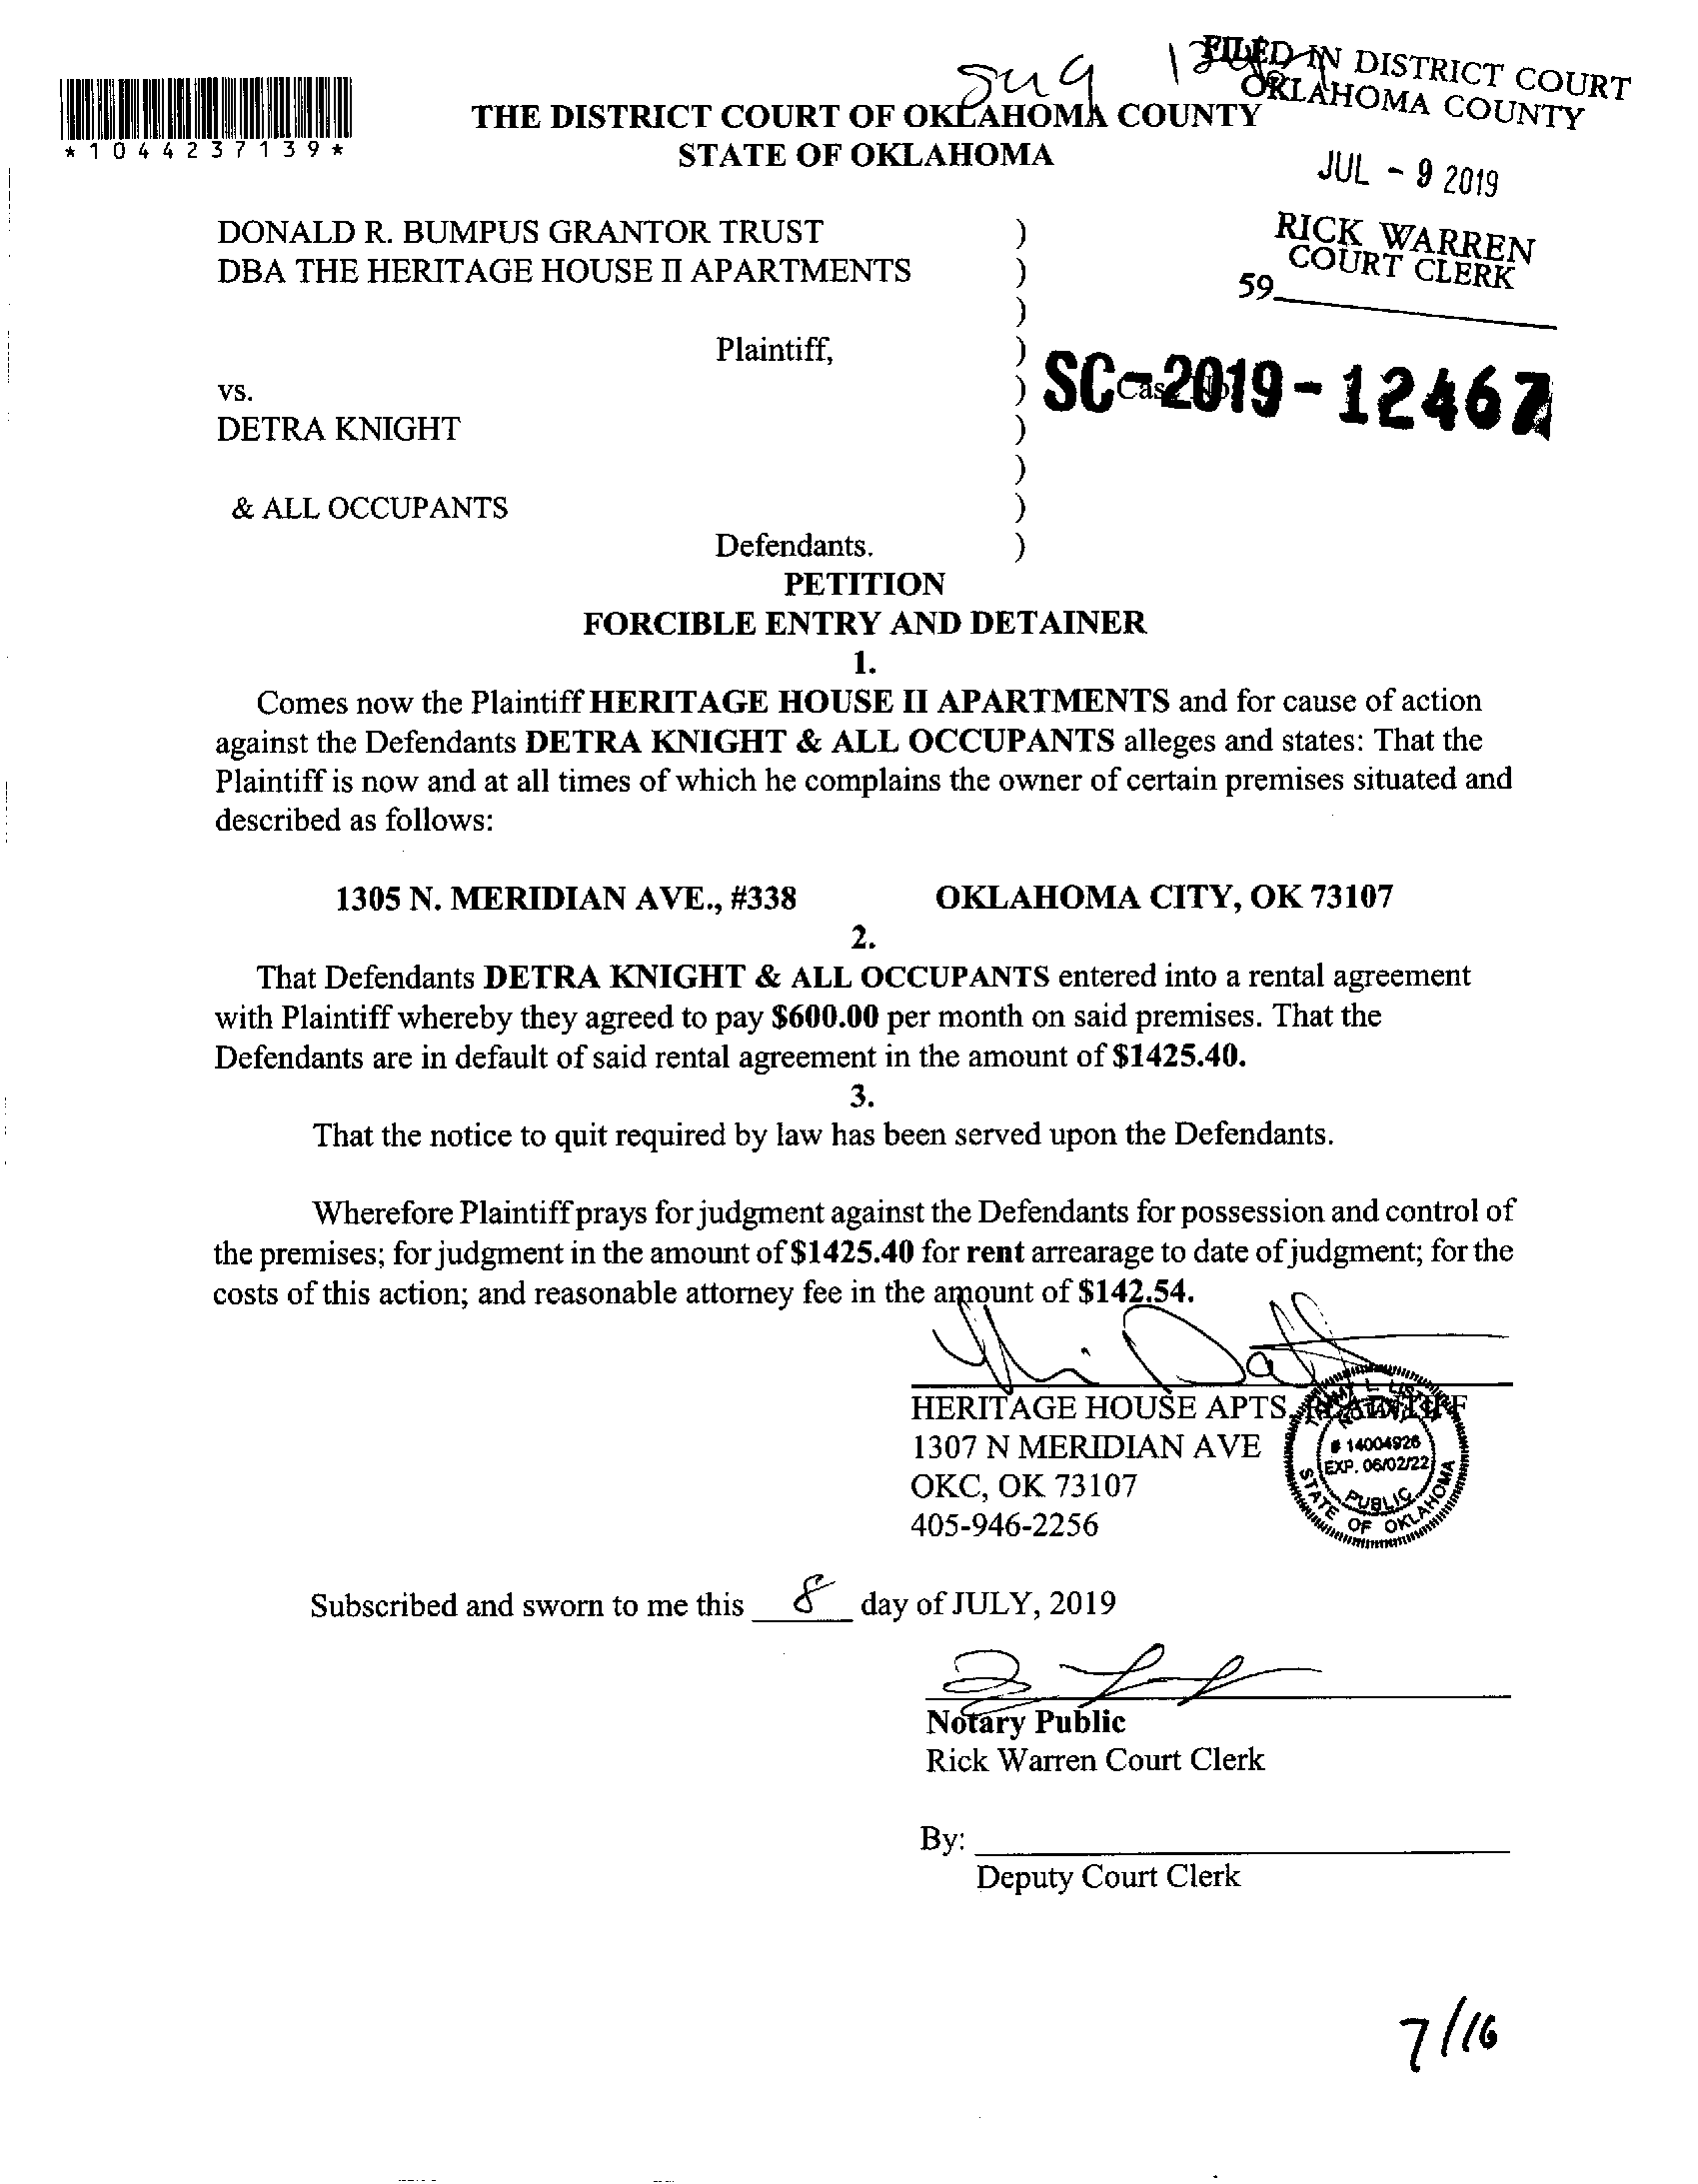 FILED IN DISTRICT COURT
OKLAHOMA COUNTY
THE DISTRICT COURT OF OKLAHOMA COUNTY
*1044237139*
STATE OF OKLAHOMA
JUL - 9 2019
DONALD R. BUMPUS GRANTOR TRUST )
RICK WARREN
COURT CLERK
DBA THE HERITAGE HOUSE II APARTMENTS )
59
)
Plaintiff, )
vs. ) Case No.
SC-2019-12467
DETRA KNIGHT )
)
& ALL OCCUPANTS )
Defendants. )
PETITION
FORCIBLE ENTRY AND DETAINER
1.
Comes now the Plaintiff HERITAGE HOUSE II APARTMENTS and for cause of action
against the Defendants DETRA KNIGHT & ALL OCCUPANTS alleges and states: That the
Plaintiff is now and at all times of which he complains the owner of certain premises situated and
described as follows:
1305 N. MERIDIAN AVE., #338 OKLAHOMA CITY, OK 73107
2.
That Defendants DETRA KNIGHT & ALL OCCUPANTS entered into a rental agreement
with Plaintiff whereby they agreed to pay $600.00 per month on said premises. That the
Defendants are in default of said rental agreement in the amount of $1425.40.
3.
That the notice to quit required by law has been served upon the Defendants.
Wherefore Plaintiff prays for judgment against the Defendants for possession and control of
the premises; for judgment in the amount of $1425.40 for rent arrearage to date of judgment; for the
costs of this action; and reasonable attorney fee in the amount of $142.54.
HERITAGE HOUSE APTS, PLAINTIFF
1307 N MERIDIAN AVE
OKC, OK 73107
405-946-2256
NOTARY
# 14004926
EXP. 06/02/22
PUBLIC
STATE OF OKLAHOMA
Subscribed and sworn to me this 8 day of JULY, 2019
Notary Public
Rick Warren Court Clerk
By:
Deputy Court Clerk
7/16